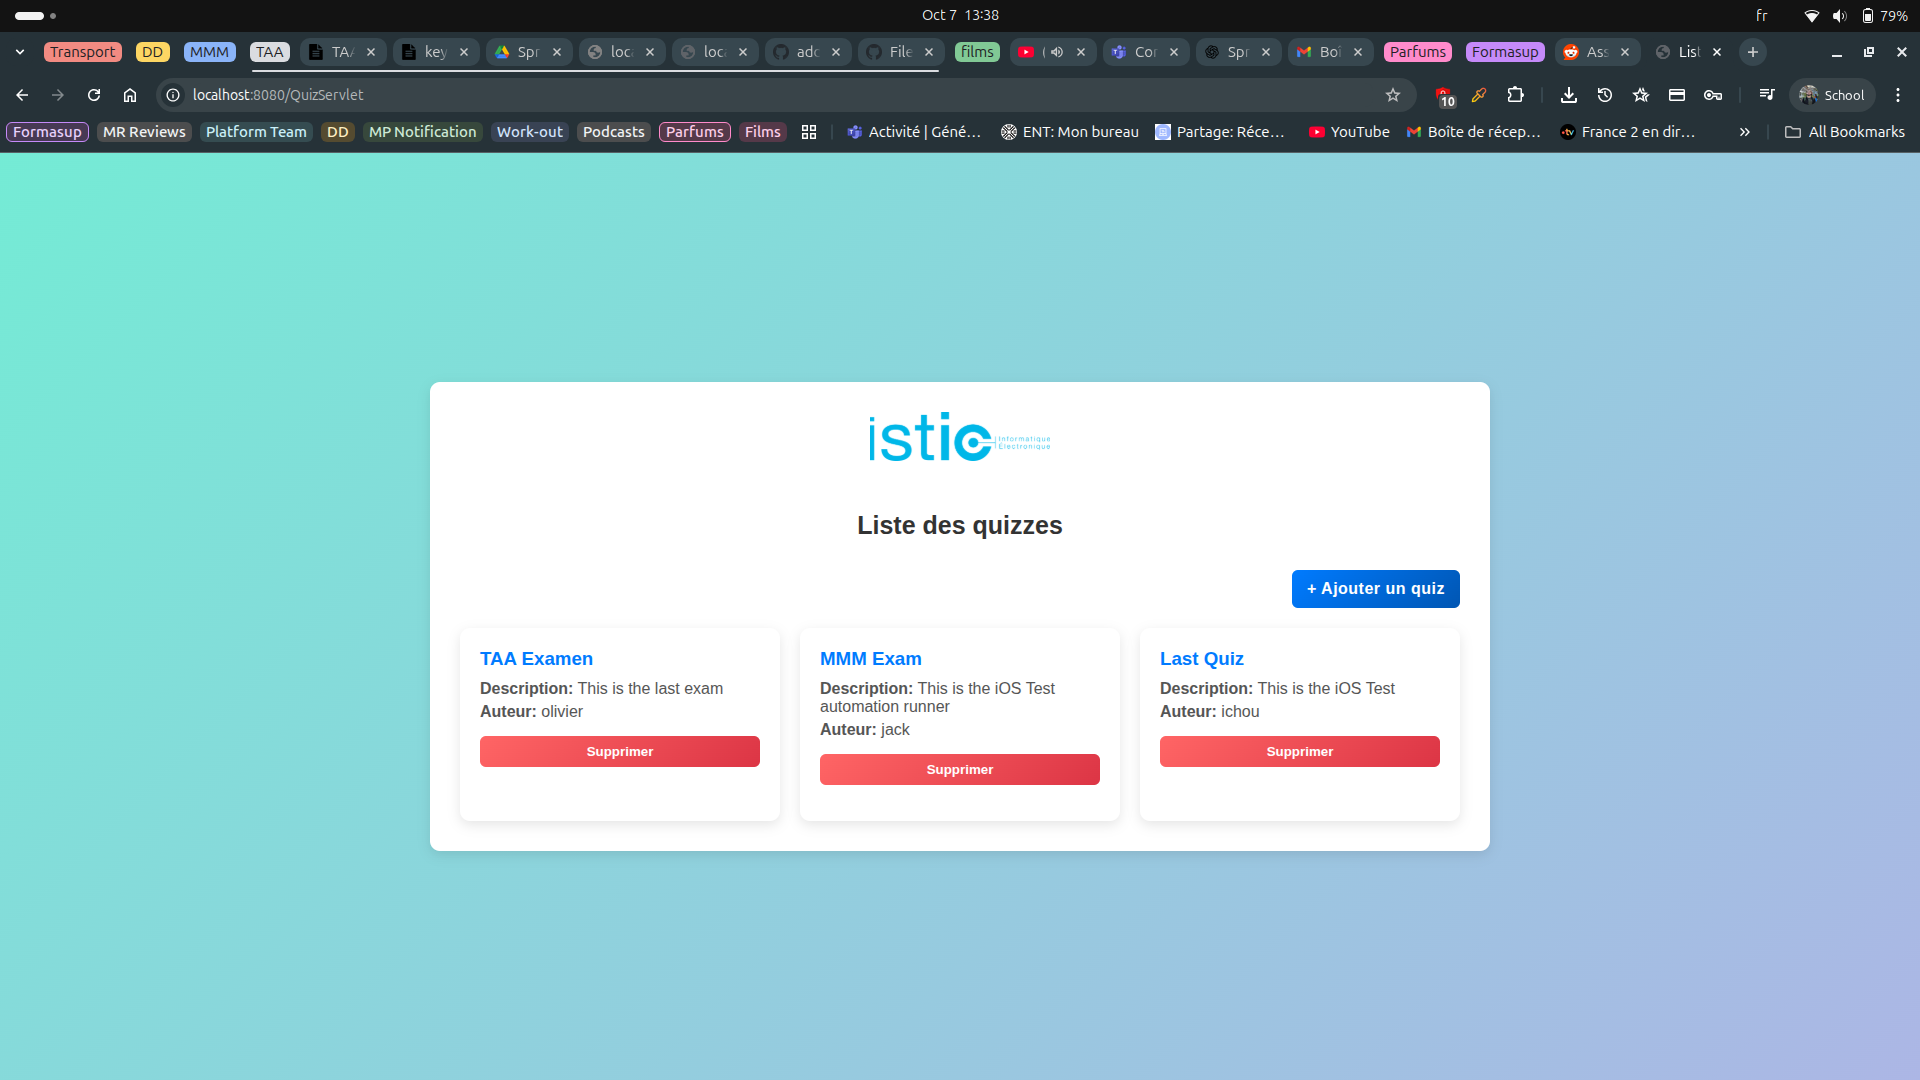 Oct 7 13:38
fr
79%
Transport DD MMM TAA TAA key Spr loca loca adc File films ( Cor Spr Boî Parfums Formasup Ass List
localhost:8080/QuizServlet
10
School
Formasup MR Reviews Platform Team DD MP Notification Work-out Podcasts Parfums Films Activité | Géné… ENT: Mon bureau Partage: Réce… YouTube Boîte de récep… France 2 en dir… » All Bookmarks
istic
Informatique
Électronique
Liste des quizzes
+ Ajouter un quiz
TAA Examen
Description: This is the last exam
Auteur: olivier
Supprimer
MMM Exam
Description: This is the iOS Test
automation runner
Auteur: jack
Supprimer
Last Quiz
Description: This is the iOS Test
Auteur: ichou
Supprimer